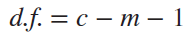 d.f. = c − m − 1